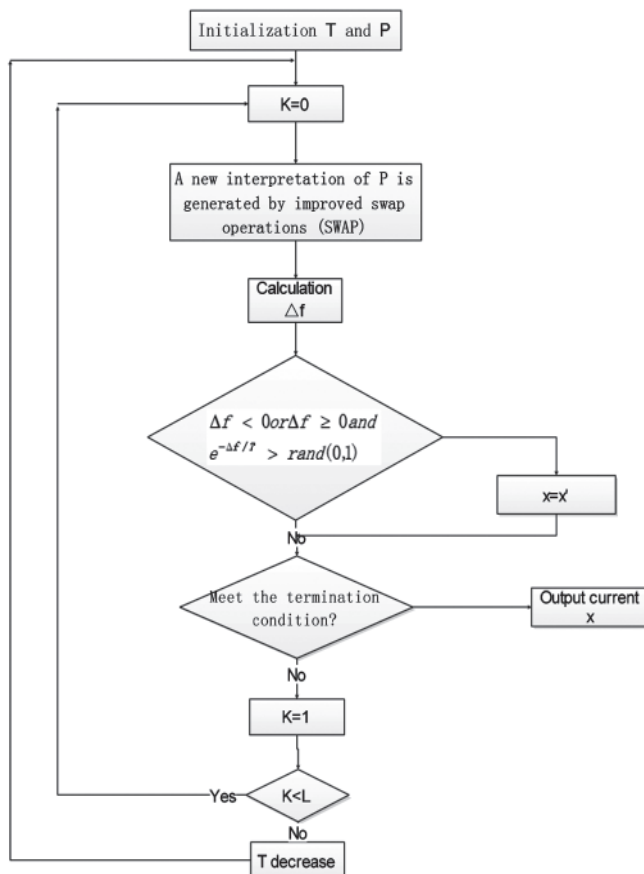 Initialization T and P
K=0
A new interpretation of P is
generated by improved swap
operations (SWAP)
Calculation
△f
Δf < 0orΔf ≥ 0and
e^{-Δf/T} > rand(0,1)
x=x'
No
Meet the termination
condition?
Output current
x
No
K=1
Yes
K<L
No
T decrease